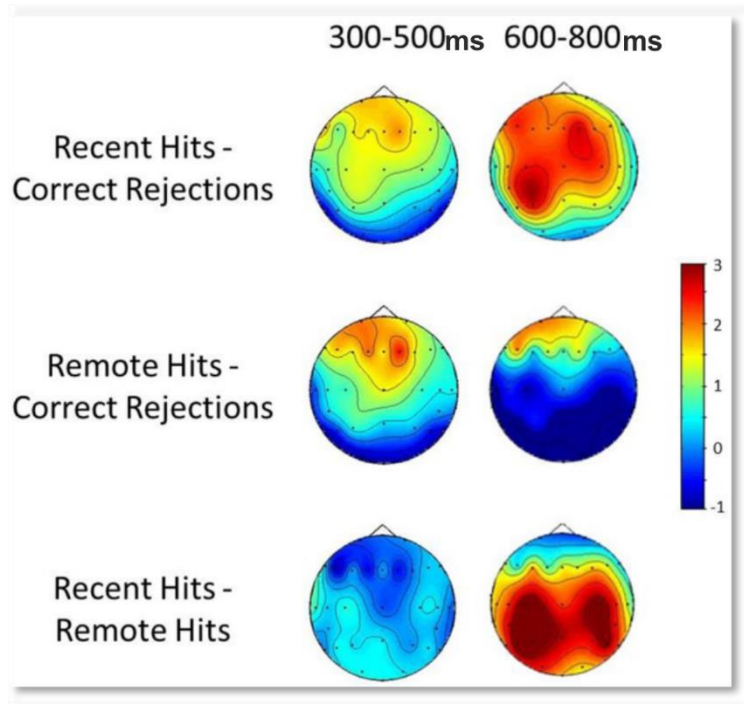 300-500ms 600-800ms
Recent Hits -
Correct Rejections
Remote Hits -
Correct Rejections
3
2
1
0
-1
Recent Hits -
Remote Hits